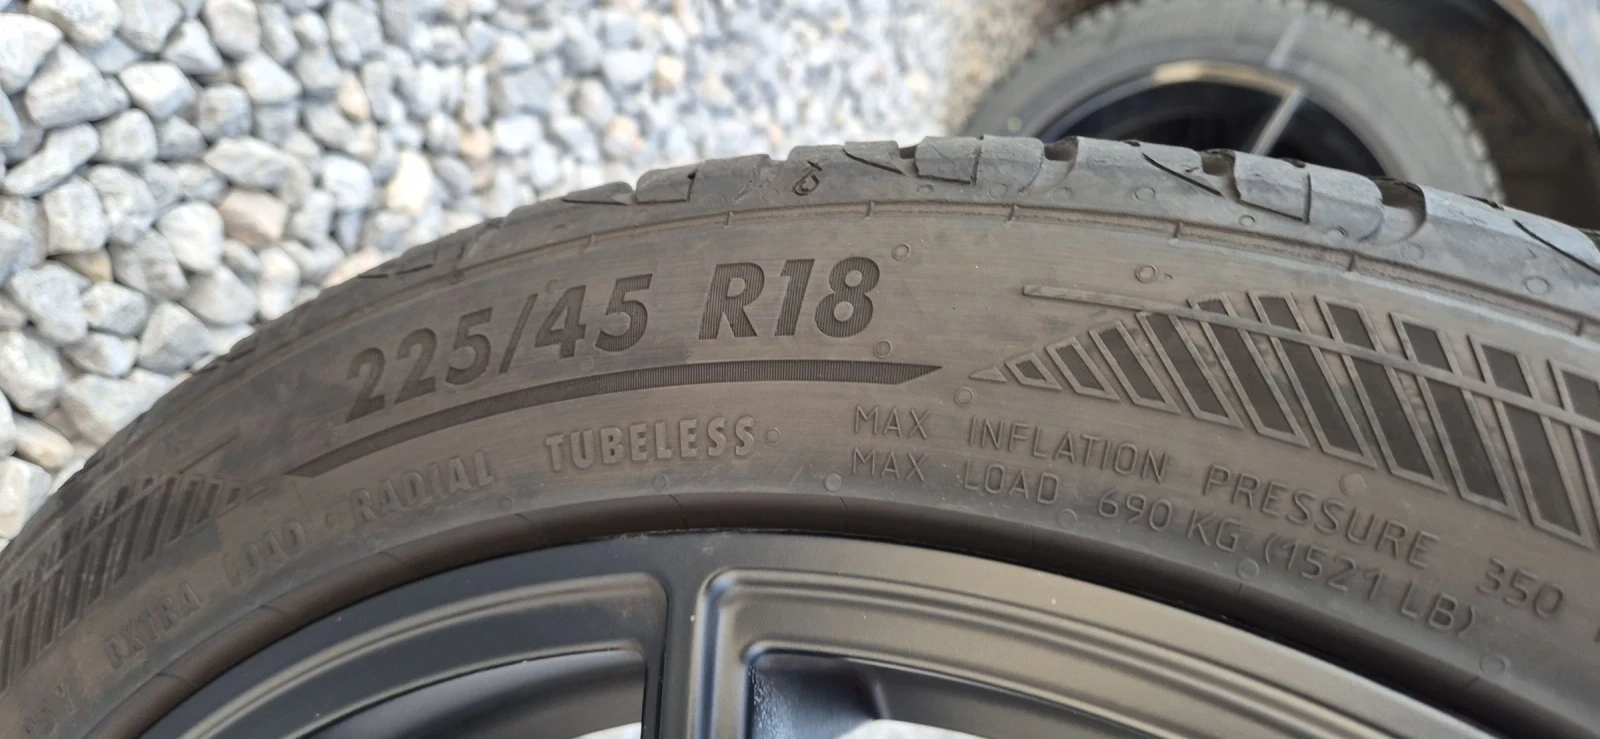 225/45 R18
EXTRA LOAD - RADIAL TUBELESS
MAX INFLATION PRESSURE 350
MAX LOAD 690 KG (1521 LB)